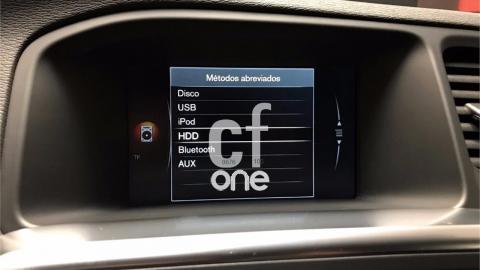 Métodos abreviados
Disco
USB
iPod
HDD
Bluetooth
AUX
cf
one